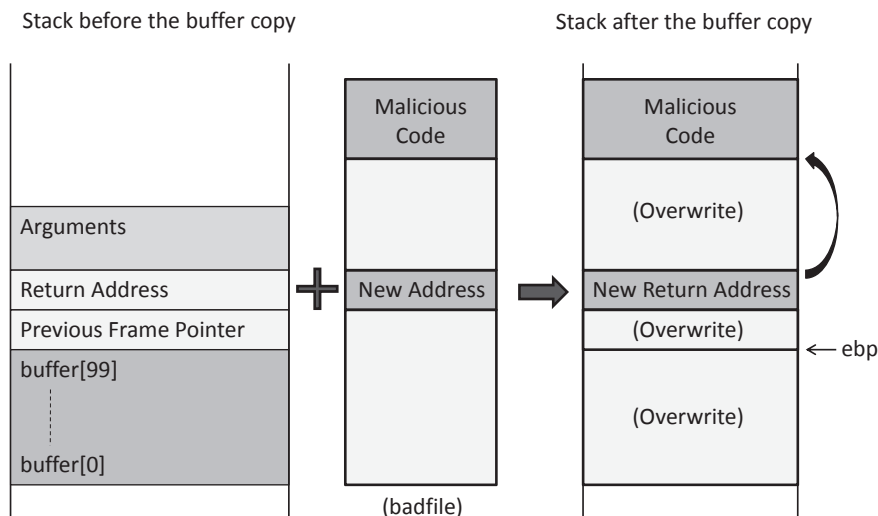 Stack before the buffer copy
Stack after the buffer copy
Arguments
Return Address
Previous Frame Pointer
buffer[99]
buffer[0]
Malicious
Code
New Address
(badfile)
Malicious
Code
(Overwrite)
New Return Address
(Overwrite)
ebp
(Overwrite)